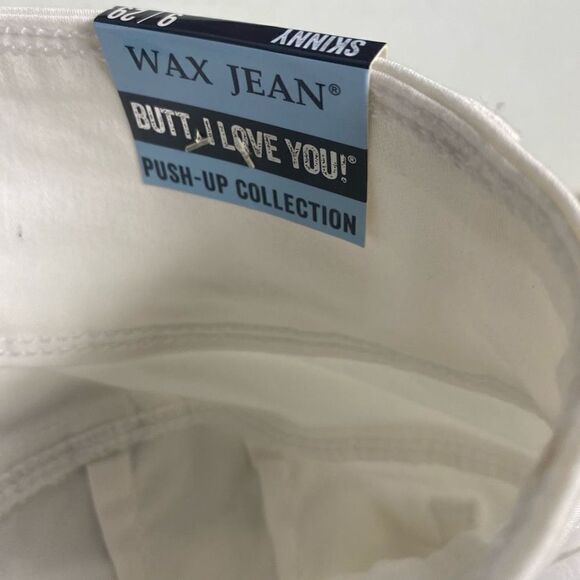 9/29
SKINNY
WAX JEAN®
BUTT, I LOVE YOU!®
PUSH-UP COLLECTION